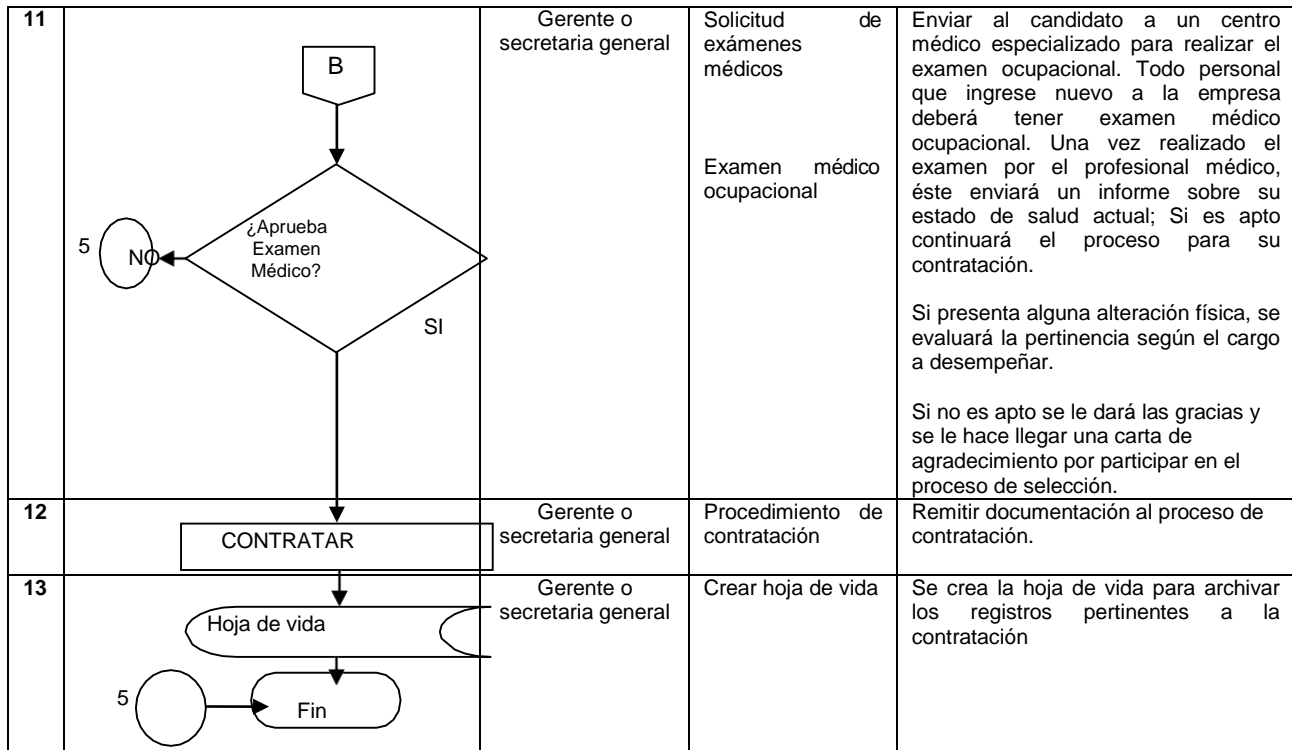 11
B
¿Aprueba
Examen
Médico?
5
NO
SI
Gerente o
secretaria general
Solicitud de
exámenes
médicos
Examen médico
ocupacional
Enviar al candidato a un centro
médico especializado para realizar el
examen ocupacional. Todo personal
que ingrese nuevo a la empresa
deberá tener examen médico
ocupacional. Una vez realizado el
examen por el profesional médico,
éste enviará un informe sobre su
estado de salud actual; Si es apto
continuará el proceso para su
contratación.
Si presenta alguna alteración física, se
evaluará la pertinencia según el cargo
a desempeñar.
Si no es apto se le dará las gracias y
se le hace llegar una carta de
agradecimiento por participar en el
proceso de selección.
12
CONTRATAR
Gerente o
secretaria general
Procedimiento de
contratación
Remitir documentación al proceso de
contratación.
13
Hoja de vida
5
Fin
Gerente o
secretaria general
Crear hoja de vida
Se crea la hoja de vida para archivar
los registros pertinentes a la
contratación